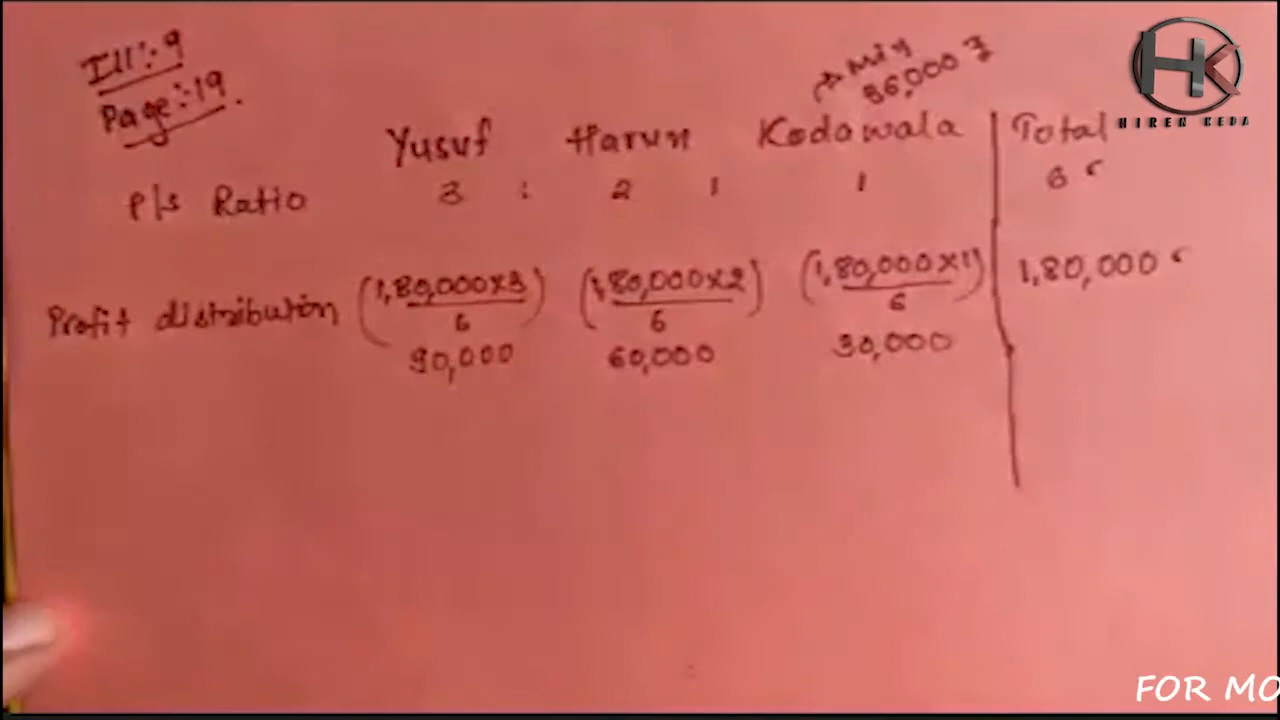 Ill:- 9
Page:- 19.
* Min
36,000 ₹
HK
HIREN KEDA
Yusuf Harun Kodawala Total
P/s Ratio 3 : 2 : 1 6
Profit distribution (1,80,000×3/6) (1,80,000×2/6) (1,80,000×1/6) 1,80,000
90,000 60,000 30,000
FOR MO